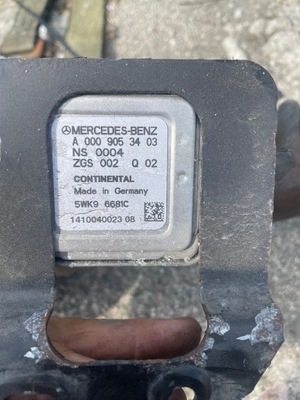 MERCEDES-BENZ
A 000 905 34 03
NS 0004
ZGS 002 Q 02
CONTINENTAL
Made in Germany
5WK9 6681C
1410040023 08